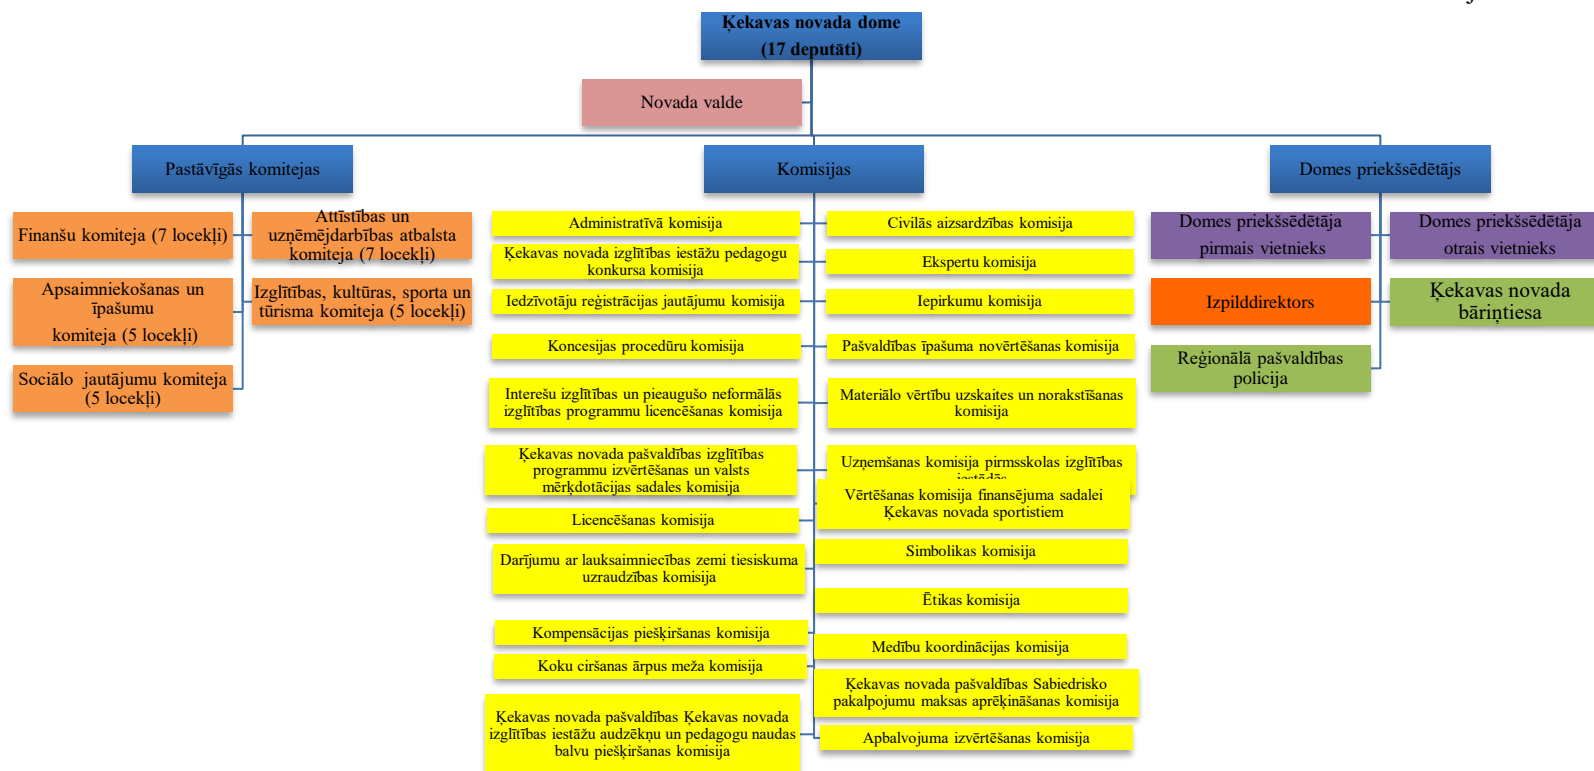 Ķekavas novada dome
(17 deputāti)
Novada valde
Pastāvīgās komitejas
Komisijas
Domes priekšsēdētājs
Finanšu komiteja (7 locekļi)
Attīstības un
uzņēmējdarbības atbalsta
komiteja (7 locekļi)
Apsaimniekošanas un
īpašumu
komiteja (5 locekļi)
Izglītības, kultūras, sporta un
tūrisma komiteja (5 locekļi)
Sociālo jautājumu komiteja
(5 locekļi)
Administratīvā komisija
Civilās aizsardzības komisija
Ķekavas novada izglītības iestāžu pedagogu
konkursa komisija
Ekspertu komisija
Iedzīvotāju reģistrācijas jautājumu komisija
Iepirkumu komisija
Koncesijas procedūru komisija
Pašvaldības īpašuma novērtēšanas komisija
Interešu izglītības un pieaugušo neformālās
izglītības programmu licencēšanas komisija
Materiālo vērtību uzskaites un norakstīšanas
komisija
Ķekavas novada pašvaldības izglītības
programmu izvērtēšanas un valsts
mērķdotācijas sadales komisija
Uzņemšanas komisija pirmsskolas izglītības
iestādēs
Vērtēšanas komisija finansējuma sadalei
Ķekavas novada sportistiem
Licencēšanas komisija
Simbolikas komisija
Darījumu ar lauksaimniecības zemi tiesiskuma
uzraudzības komisija
Ētikas komisija
Kompensācijas piešķiršanas komisija
Medību koordinācijas komisija
Koku ciršanas ārpus meža komisija
Ķekavas novada pašvaldības Sabiedrisko
pakalpojumu maksas aprēķināšanas komisija
Ķekavas novada pašvaldības Ķekavas novada
izglītības iestāžu audzēkņu un pedagogu naudas
balvu piešķiršanas komisija
Apbalvojuma izvērtēšanas komisija
Domes priekšsēdētāja
pirmais vietnieks
Domes priekšsēdētāja
otrais vietnieks
Izpilddirektors
Ķekavas novada
bāriņtiesa
Reģionālā pašvaldības
policija